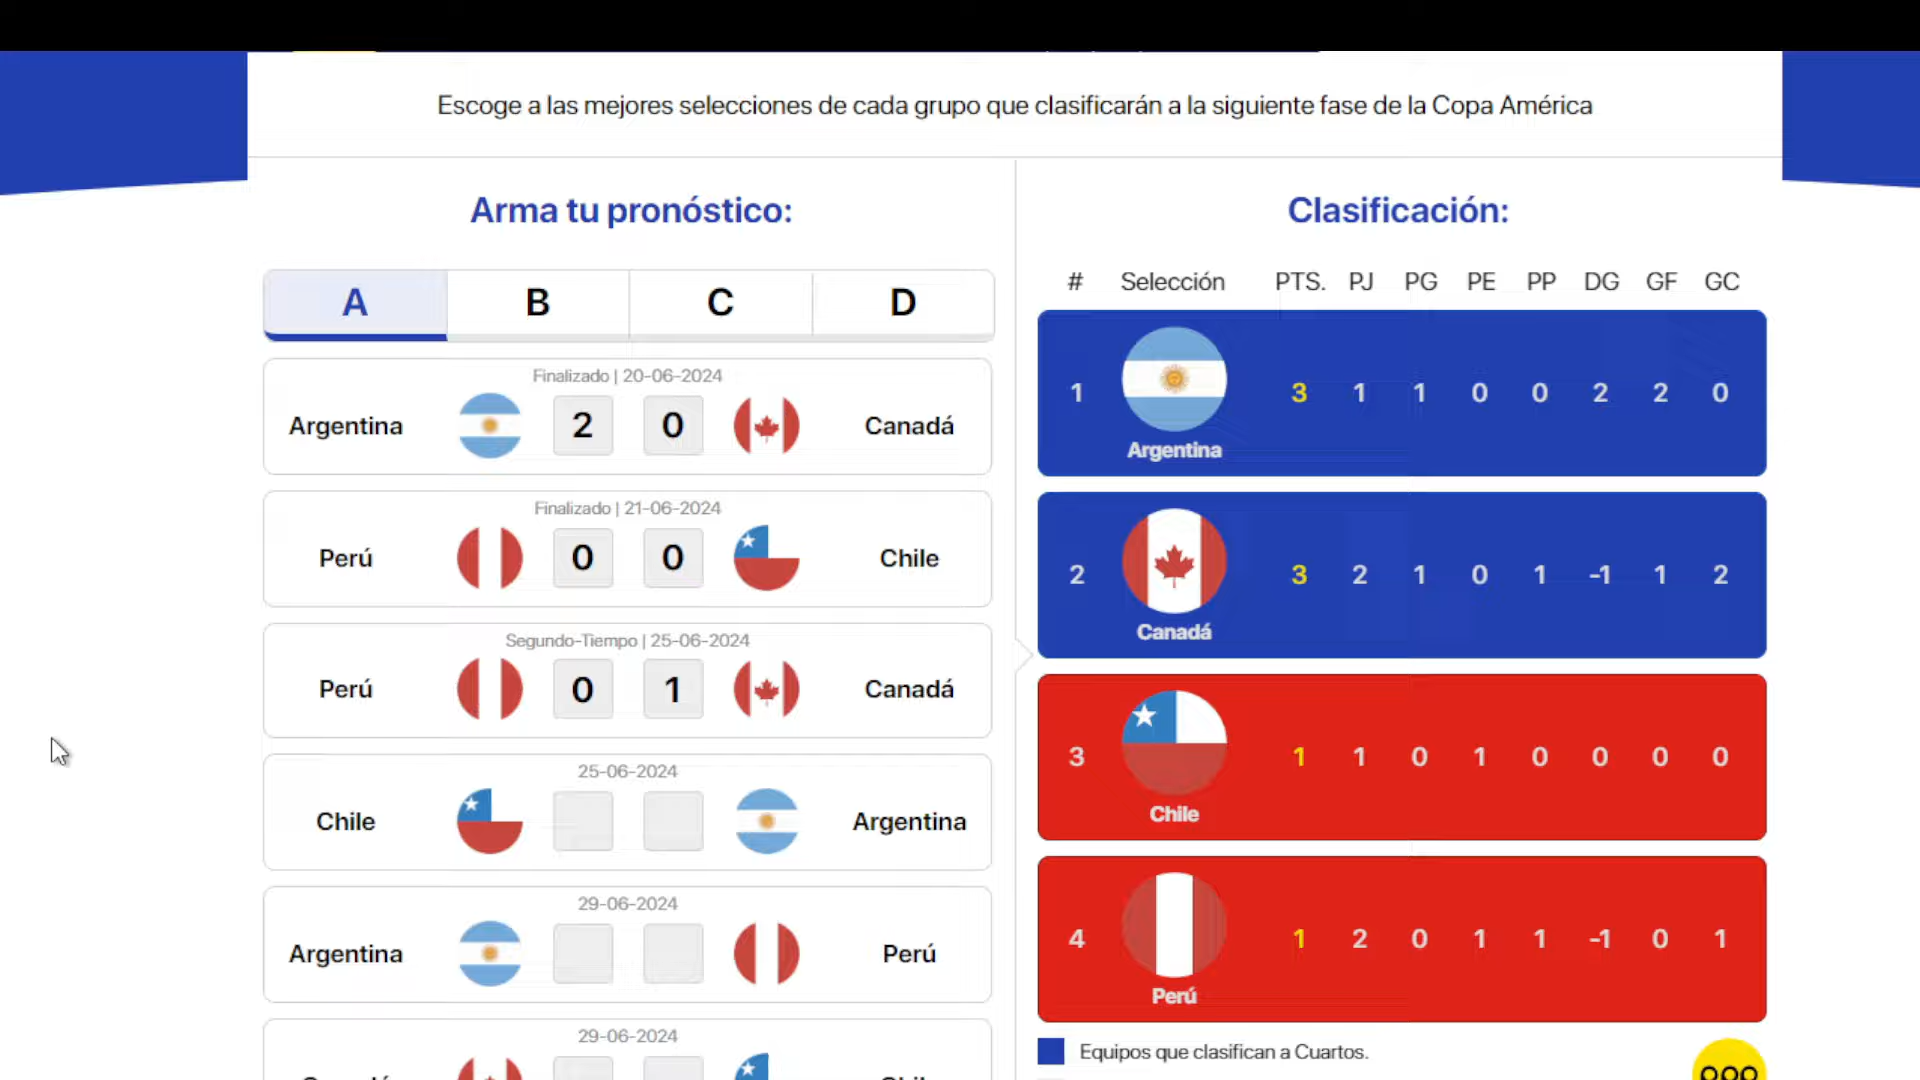 Escoge a las mejores selecciones de cada grupo que clasificarán a la siguiente fase de la Copa América
Arma tu pronóstico:
A B C D
Finalizado | 20-06-2024
Argentina 2 0 Canadá
Finalizado | 21-06-2024
Perú 0 0 Chile
Segundo-Tiempo | 25-06-2024
Perú 0 1 Canadá
25-06-2024
Chile Argentina
29-06-2024
Argentina Perú
29-06-2024
Clasificación:
# Selección PTS. PJ PG PE PP DG GF GC
1 Argentina 3 1 1 0 0 2 2 0
2 Canadá 3 2 1 0 1 -1 1 2
3 Chile 1 1 0 1 0 0 0 0
4 Perú 1 2 0 1 1 -1 0 1
Equipos que clasifican a Cuartos.